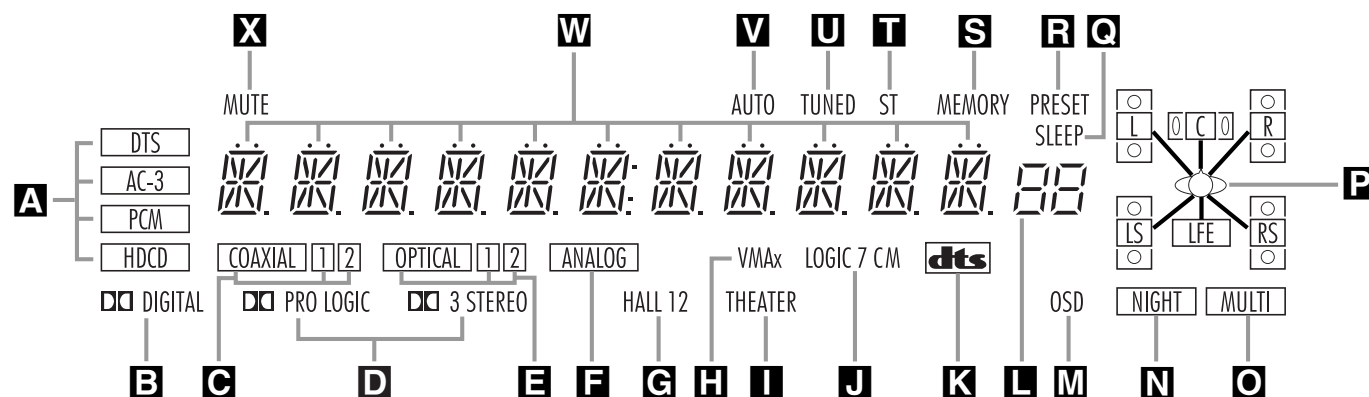 X W V U T S R Q
MUTE AUTO TUNED ST MEMORY PRESET
SLEEP
L C R
DTS
AC-3
A
P
PCM
LS LFE RS
HDCD COAXIAL 1 2 OPTICAL 1 2 ANALOG VMAx LOGIC 7 CM dts
DIGITAL PRO LOGIC 3 STEREO HALL 12 THEATER OSD NIGHT MULTI
B C D E F G H I J K L M N O